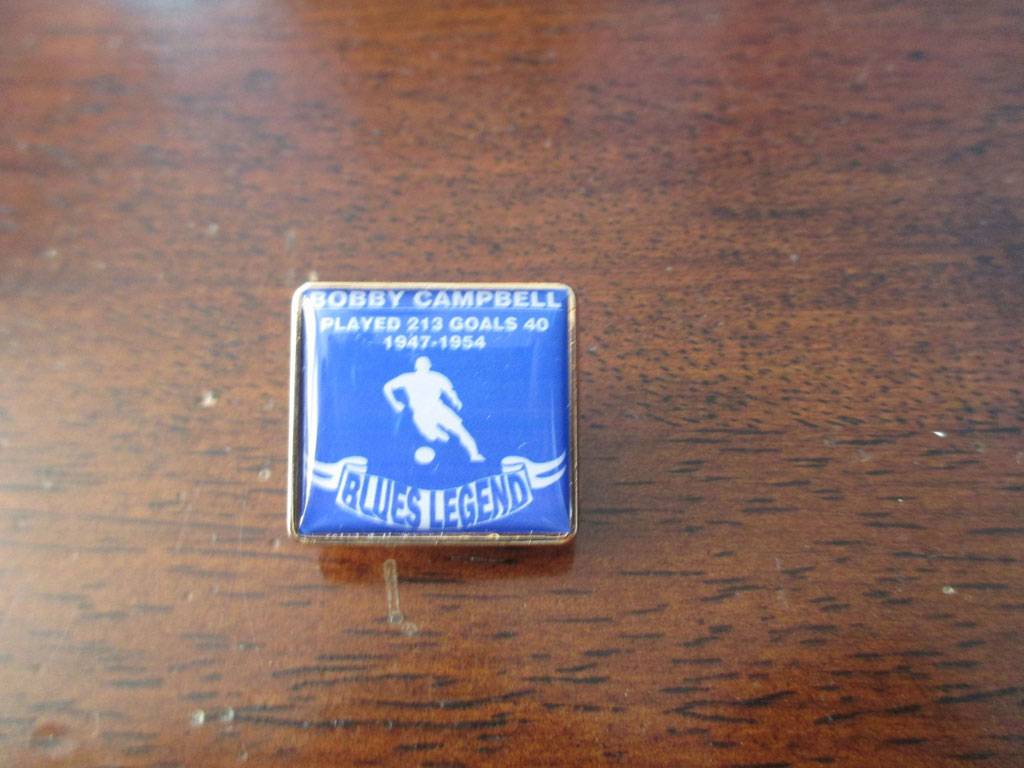 BOBBY CAMPBELL
PLAYED 213 GOALS 40
1947-1954
BLUES LEGEND